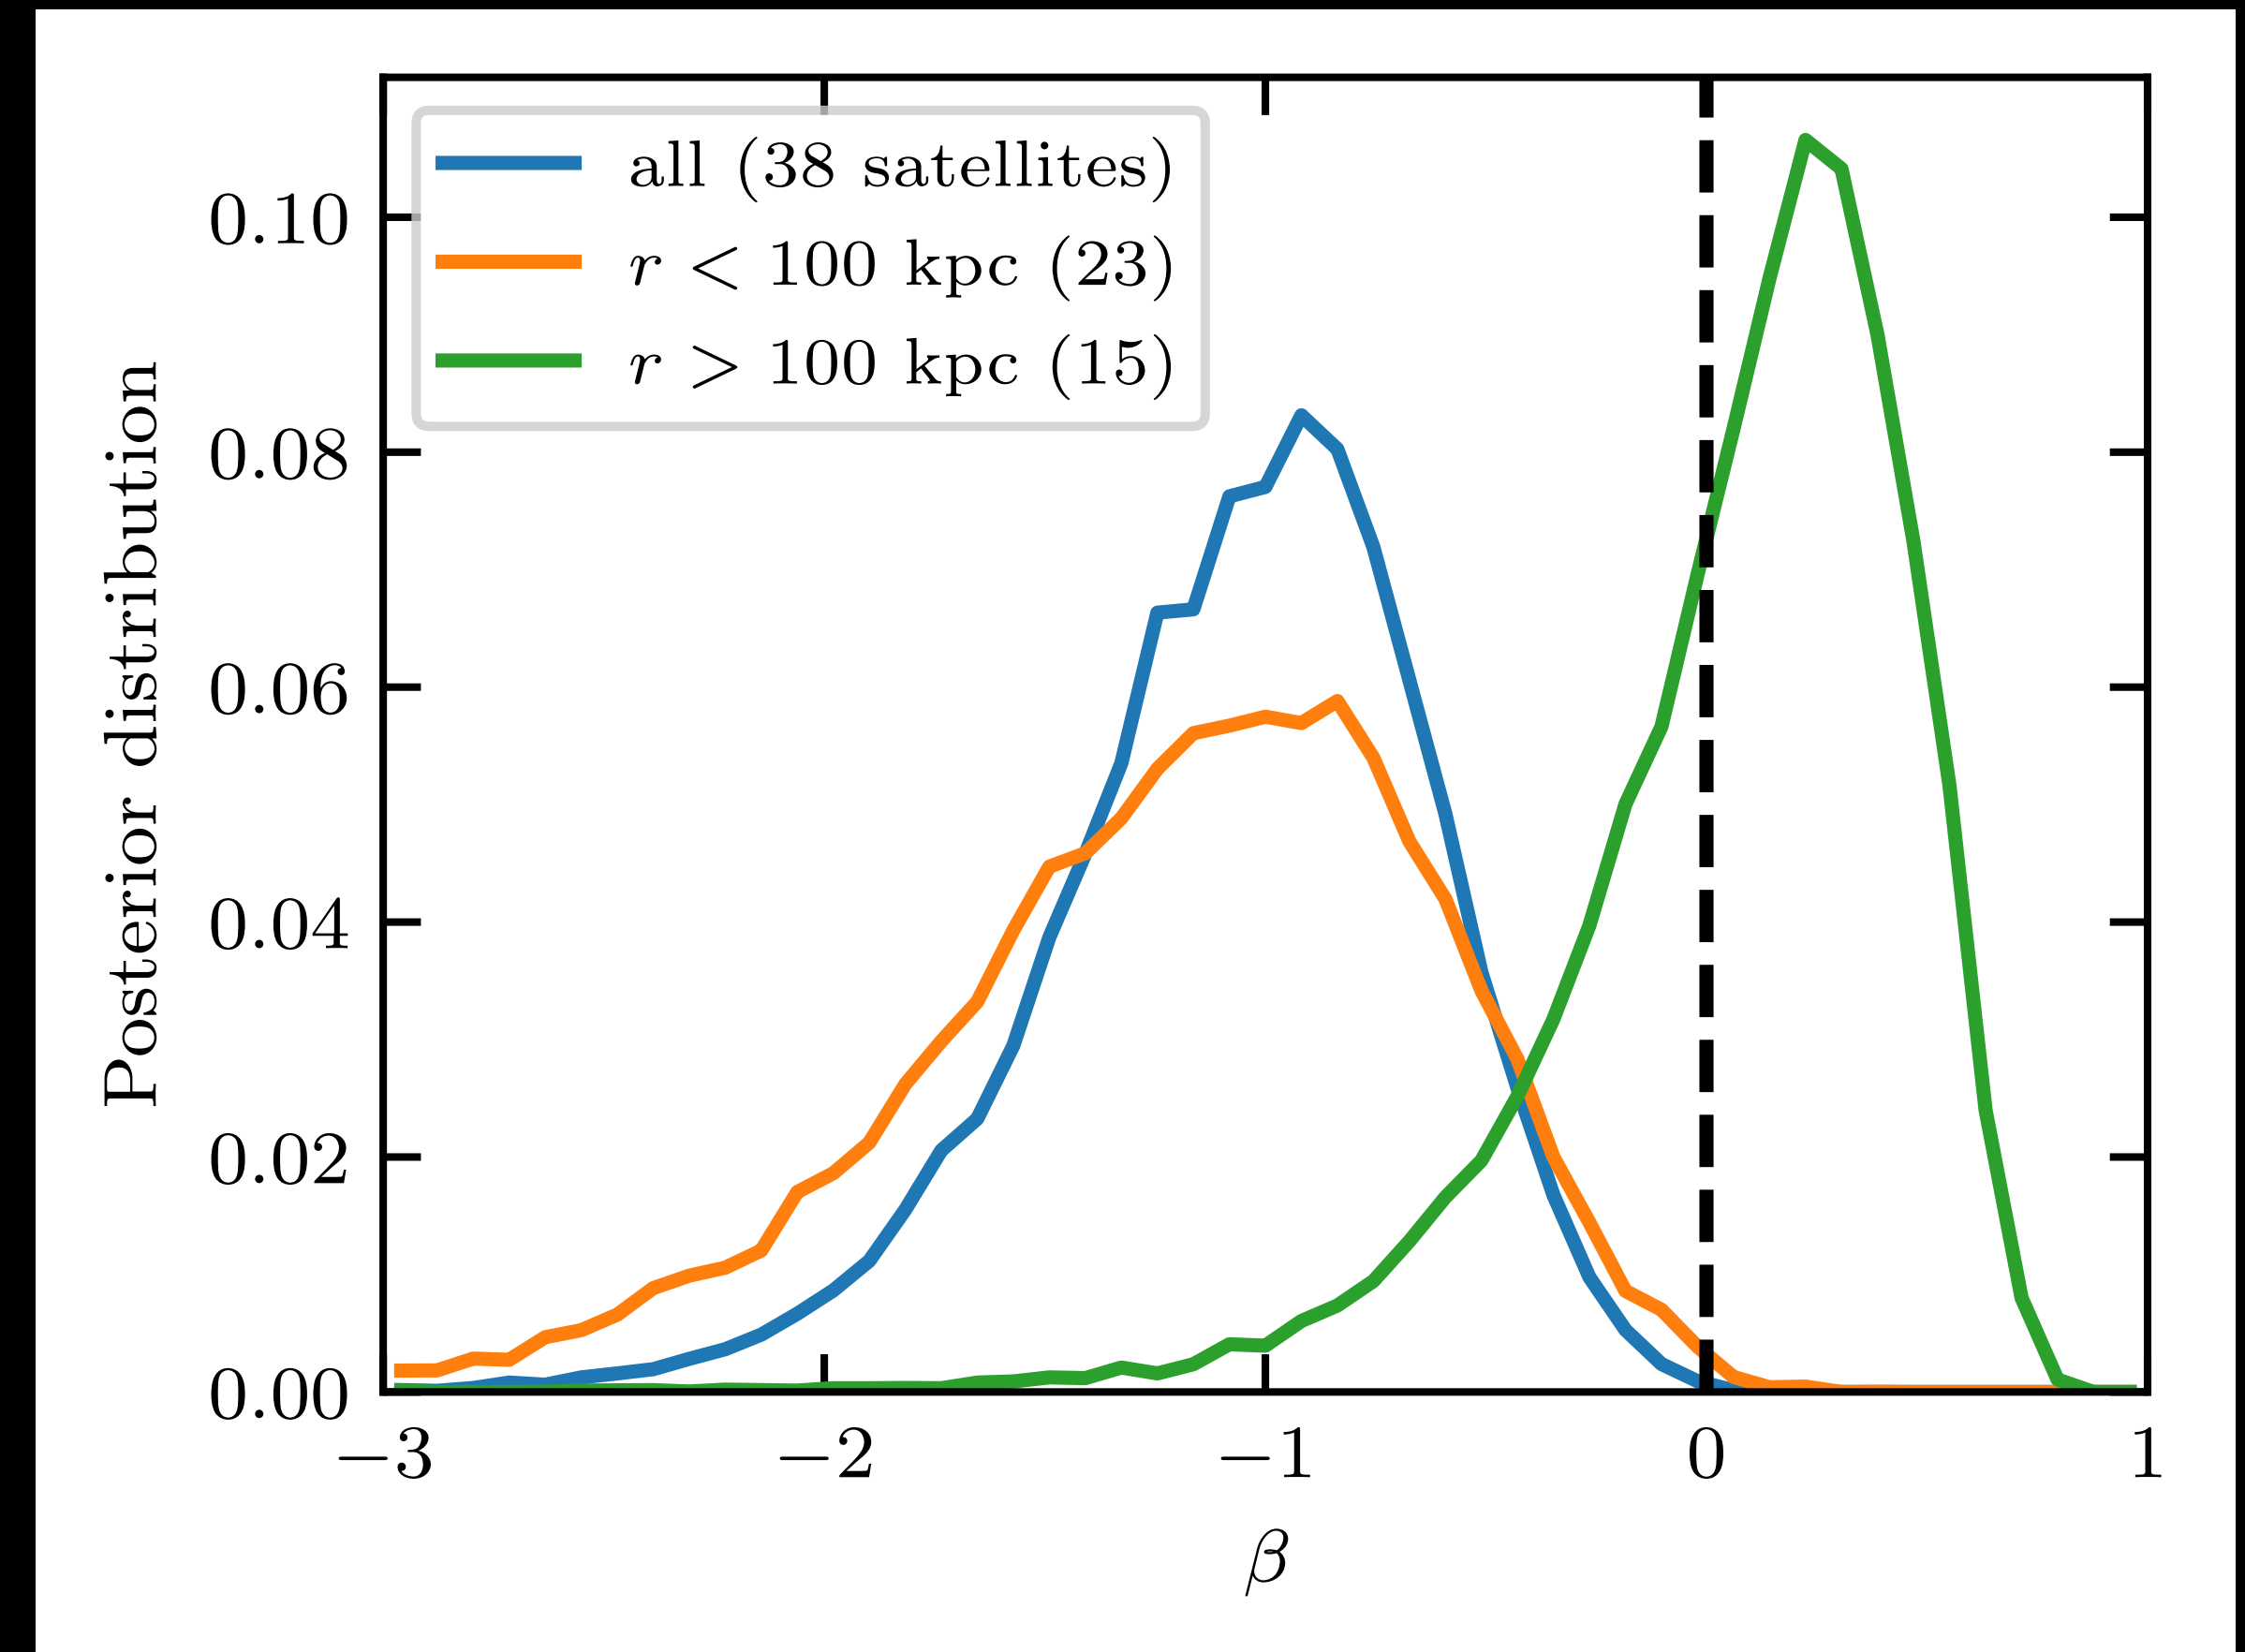 all (38 satellites)
r < 100 kpc (23)
r > 100 kpc (15)
Posterior distribution
0.10
0.08
0.06
0.04
0.02
0.00
−3 −2 −1 0 1
β